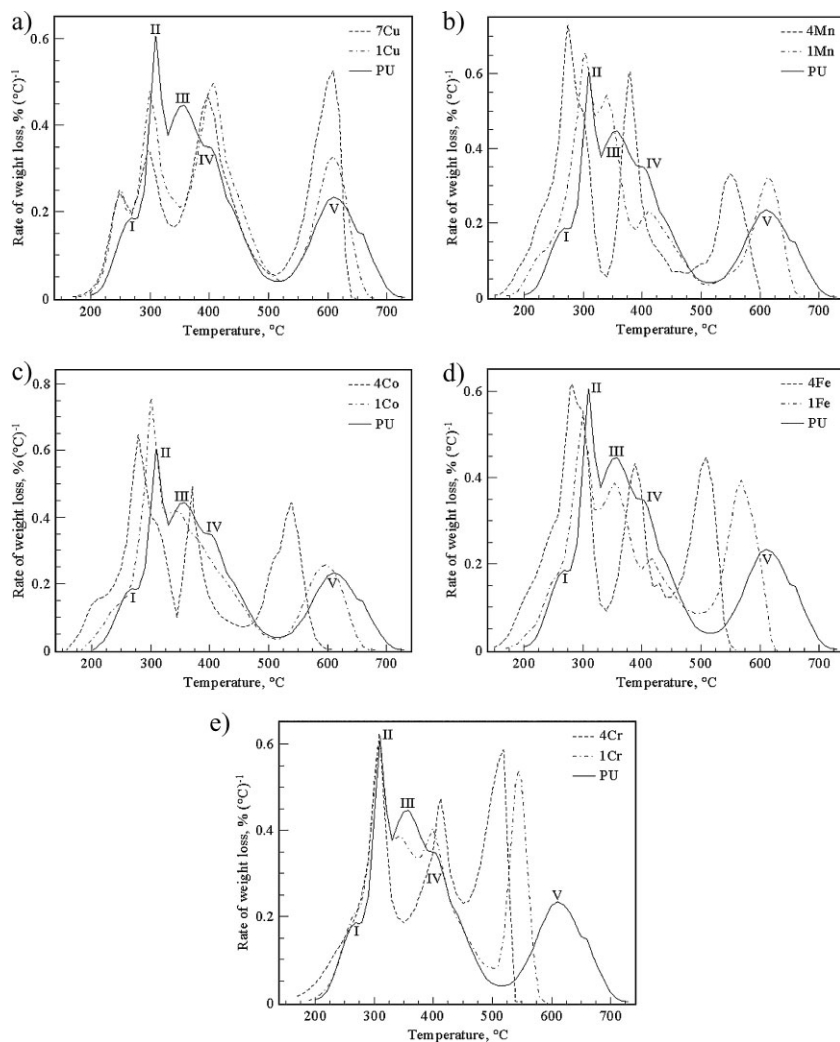 a)
7Cu
1Cu
PU
0.6
0.4
0.2
0
Rate of weight loss, % (°C)⁻¹
I
II
III
IV
V
200 300 400 500 600 700
Temperature, °C
b)
4Mn
1Mn
PU
0.6
0.4
0.2
0
Rate of weight loss, % (°C)⁻¹
I
II
III
IV
V
200 300 400 500 600 700
Temperature, °C
c)
4Co
1Co
PU
0.8
0.6
0.4
0.2
0
Rate of weight loss, % (°C)⁻¹
I
II
III
IV
V
200 300 400 500 600 700
Temperature, °C
d)
4Fe
1Fe
PU
0.6
0.4
0.2
0
Rate of weight loss, % (°C)⁻¹
I
II
III
IV
V
200 300 400 500 600 700
Temperature, °C
e)
4Cr
1Cr
PU
0.6
0.4
0.2
0
Rate of weight loss, % (°C)⁻¹
I
II
III
IV
V
200 300 400 500 600 700
Temperature, °C